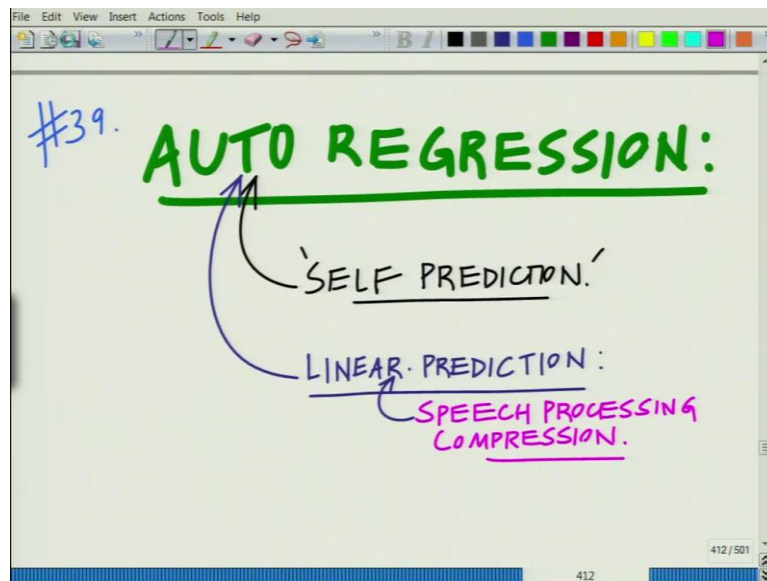 File Edit View Insert Actions Tools Help
B I
#39.
AUTO REGRESSION:
'SELF PREDICTION.'
LINEAR PREDICTION:
SPEECH PROCESSING
COMPRESSION.
412/501
412